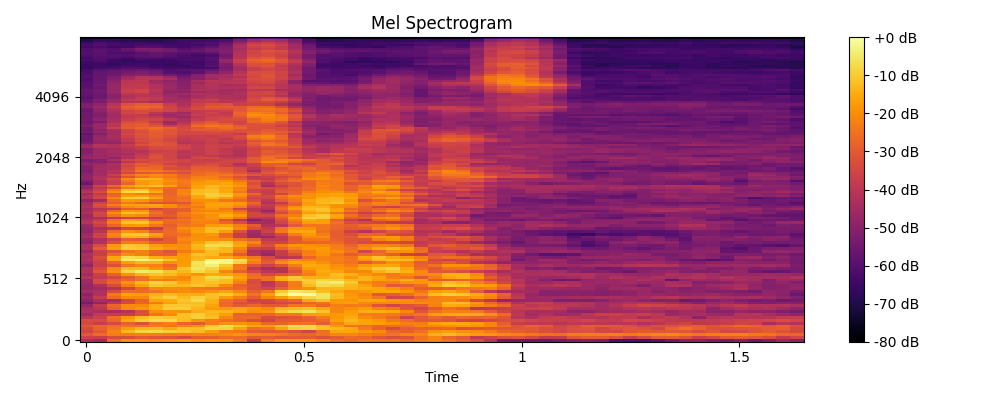 Mel Spectrogram
Hz
4096
2048
1024
512
0
0 0.5 1 1.5
Time
+0 dB
-10 dB
-20 dB
-30 dB
-40 dB
-50 dB
-60 dB
-70 dB
-80 dB